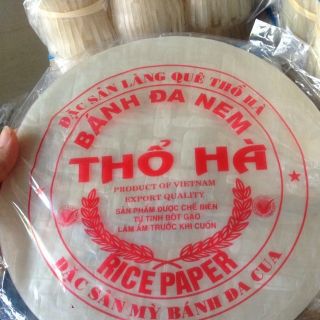 ĐẶC SẢN LÀNG QUÊ THỔ HÀ
BÁNH ĐA NEM
THỔ HÀ
PRODUCT OF VIETNAM
EXPORT QUALITY
SẢN PHẨM ĐƯỢC CHẾ BIẾN
TỪ TINH BỘT GẠO
LÀM ẨM TRƯỚC KHI CUỐN
RICE PAPER
ĐẶC SẢN MỲ BÁNH ĐA CUA